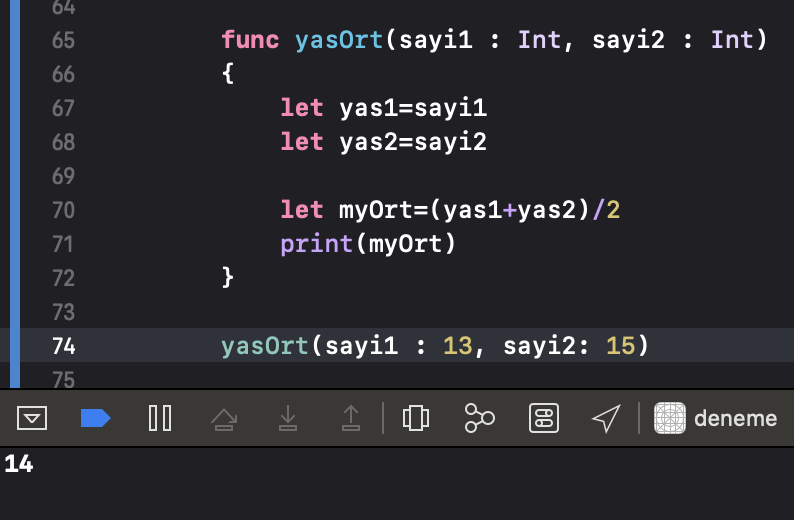 64
65 func yasOrt(sayi1 : Int, sayi2 : Int)
66 {
67 let yas1=sayi1
68 let yas2=sayi2
69
70 let myOrt=(yas1+yas2)/2
71 print(myOrt)
72 }
73
74 yasOrt(sayi1 : 13, sayi2: 15)
75
deneme
14